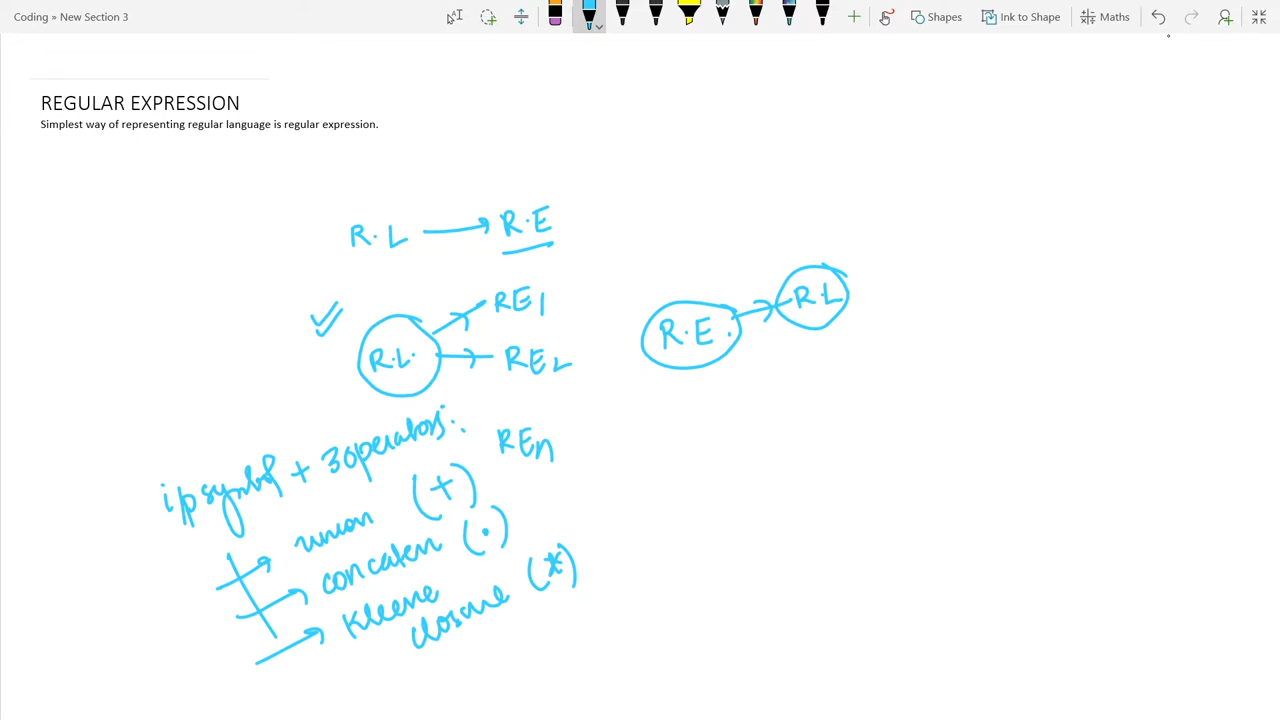 Coding » New Section 3
Shapes
Ink to Shape
Maths
REGULAR EXPRESSION
Simplest way of representing regular language is regular expression.
R.L → R.E
R.L. → RE1
→ RE2
REn
R.E. → R.L
i/p symbol + 3 operators:
→ union (+)
→ concaten (.)
→ Kleene
closure (*)